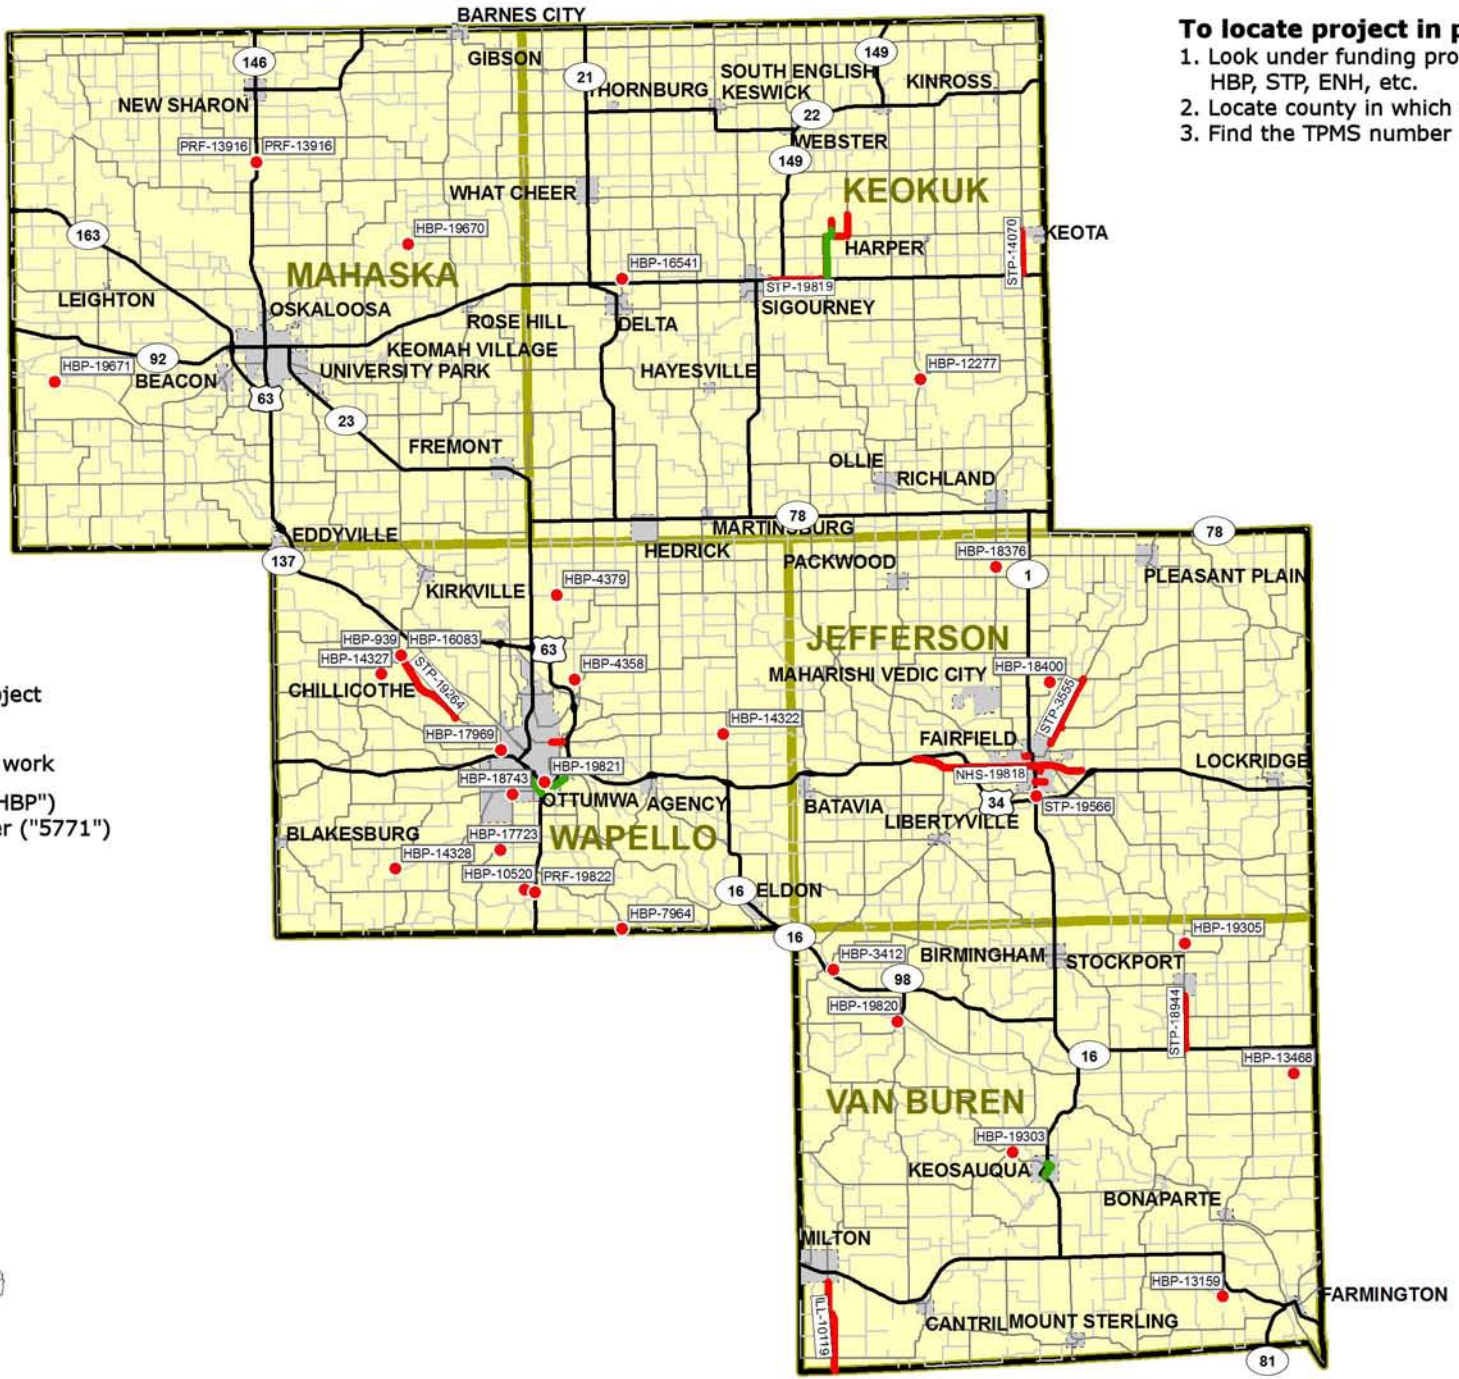 BARNES CITY
To locate project in p
1. Look under funding pro
HBP, STP, ENH, etc.
2. Locate county in which
3. Find the TPMS number
146
GIBSON
21
149
SOUTH ENGLISH
THORNBURG
KESWICK
KINROSS
NEW SHARON
22
PRF-13916
PRF-13916
WEBSTER
149
WHAT CHEER
KEOKUK
163
HBP-19670
HARPER
STP-14070
KEOTA
MAHASKA
HBP-16541
STP-19819
LEIGHTON
OSKALOOSA
ROSE HILL
DELTA
SIGOURNEY
92
KEOMAH VILLAGE
HBP-19671
BEACON
UNIVERSITY PARK
HAYESVILLE
HBP-12277
63
23
FREMONT
OLLIE
RICHLAND
78
MARTINSBURG
EDDYVILLE
HEDRICK
78
137
PACKWOOD
HBP-18376
1
PLEASANT PLAIN
KIRKVILLE
HBP-4379
HBP-939
HBP-16083
63
JEFFERSON
HBP-14327
HBP-4358
MAHARISHI VEDIC CITY
HBP-18400
CHILLICOTHE
STP-19264
STP-3555
ject
HBP-17969
HBP-14322
FAIRFIELD
work
HBP-19821
NHS-19818
LOCKRIDGE
HBP-18743
HBP")
OTTUMWA
AGENCY
BATAVIA
34
STP-19566
er ("5771")
BLAKESBURG
HBP-17723
WAPELLO
LIBERTYVILLE
HBP-14328
HBP-10520
PRF-19822
16
ELDON
HBP-7964
16
HBP-19305
HBP-3412
BIRMINGHAM
STOCKPORT
98
HBP-19820
STP-18944
16
HBP-13468
VAN BUREN
HBP-19303
KEOSAUQUA
BONAPARTE
MILTON
HBP-13159
ILL-10119
CANTRIL
MOUNT STERLING
FARMINGTON
81